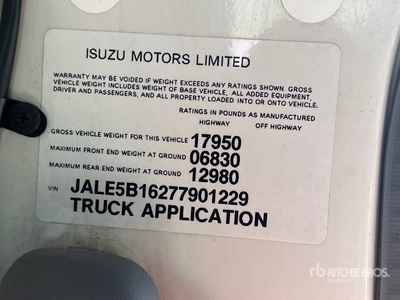 ISUZU MOTORS LIMITED
WARRANTY MAY BE VOIDED IF WEIGHT EXCEEDS ANY RATINGS SHOWN. GROSS
VEHICLE WEIGHT INCLUDES WEIGHT OF BASE VEHICLE, ALL ADDED EQUIPMENT,
DRIVER AND PASSENGERS, AND ALL PROPERTY LOADED INTO OR ONTO VEHICLE.
RATINGS IN POUNDS AS MANUFACTURED
HIGHWAY OFF HIGHWAY
GROSS VEHICLE WEIGHT FOR THIS VEHICLE 17950
MAXIMUM FRONT END WEIGHT AT GROUND 06830
MAXIMUM REAR END WEIGHT AT GROUND 12980
VIN JALE5B16277901229
TRUCK APPLICATION
rb RITCHIE BROS.